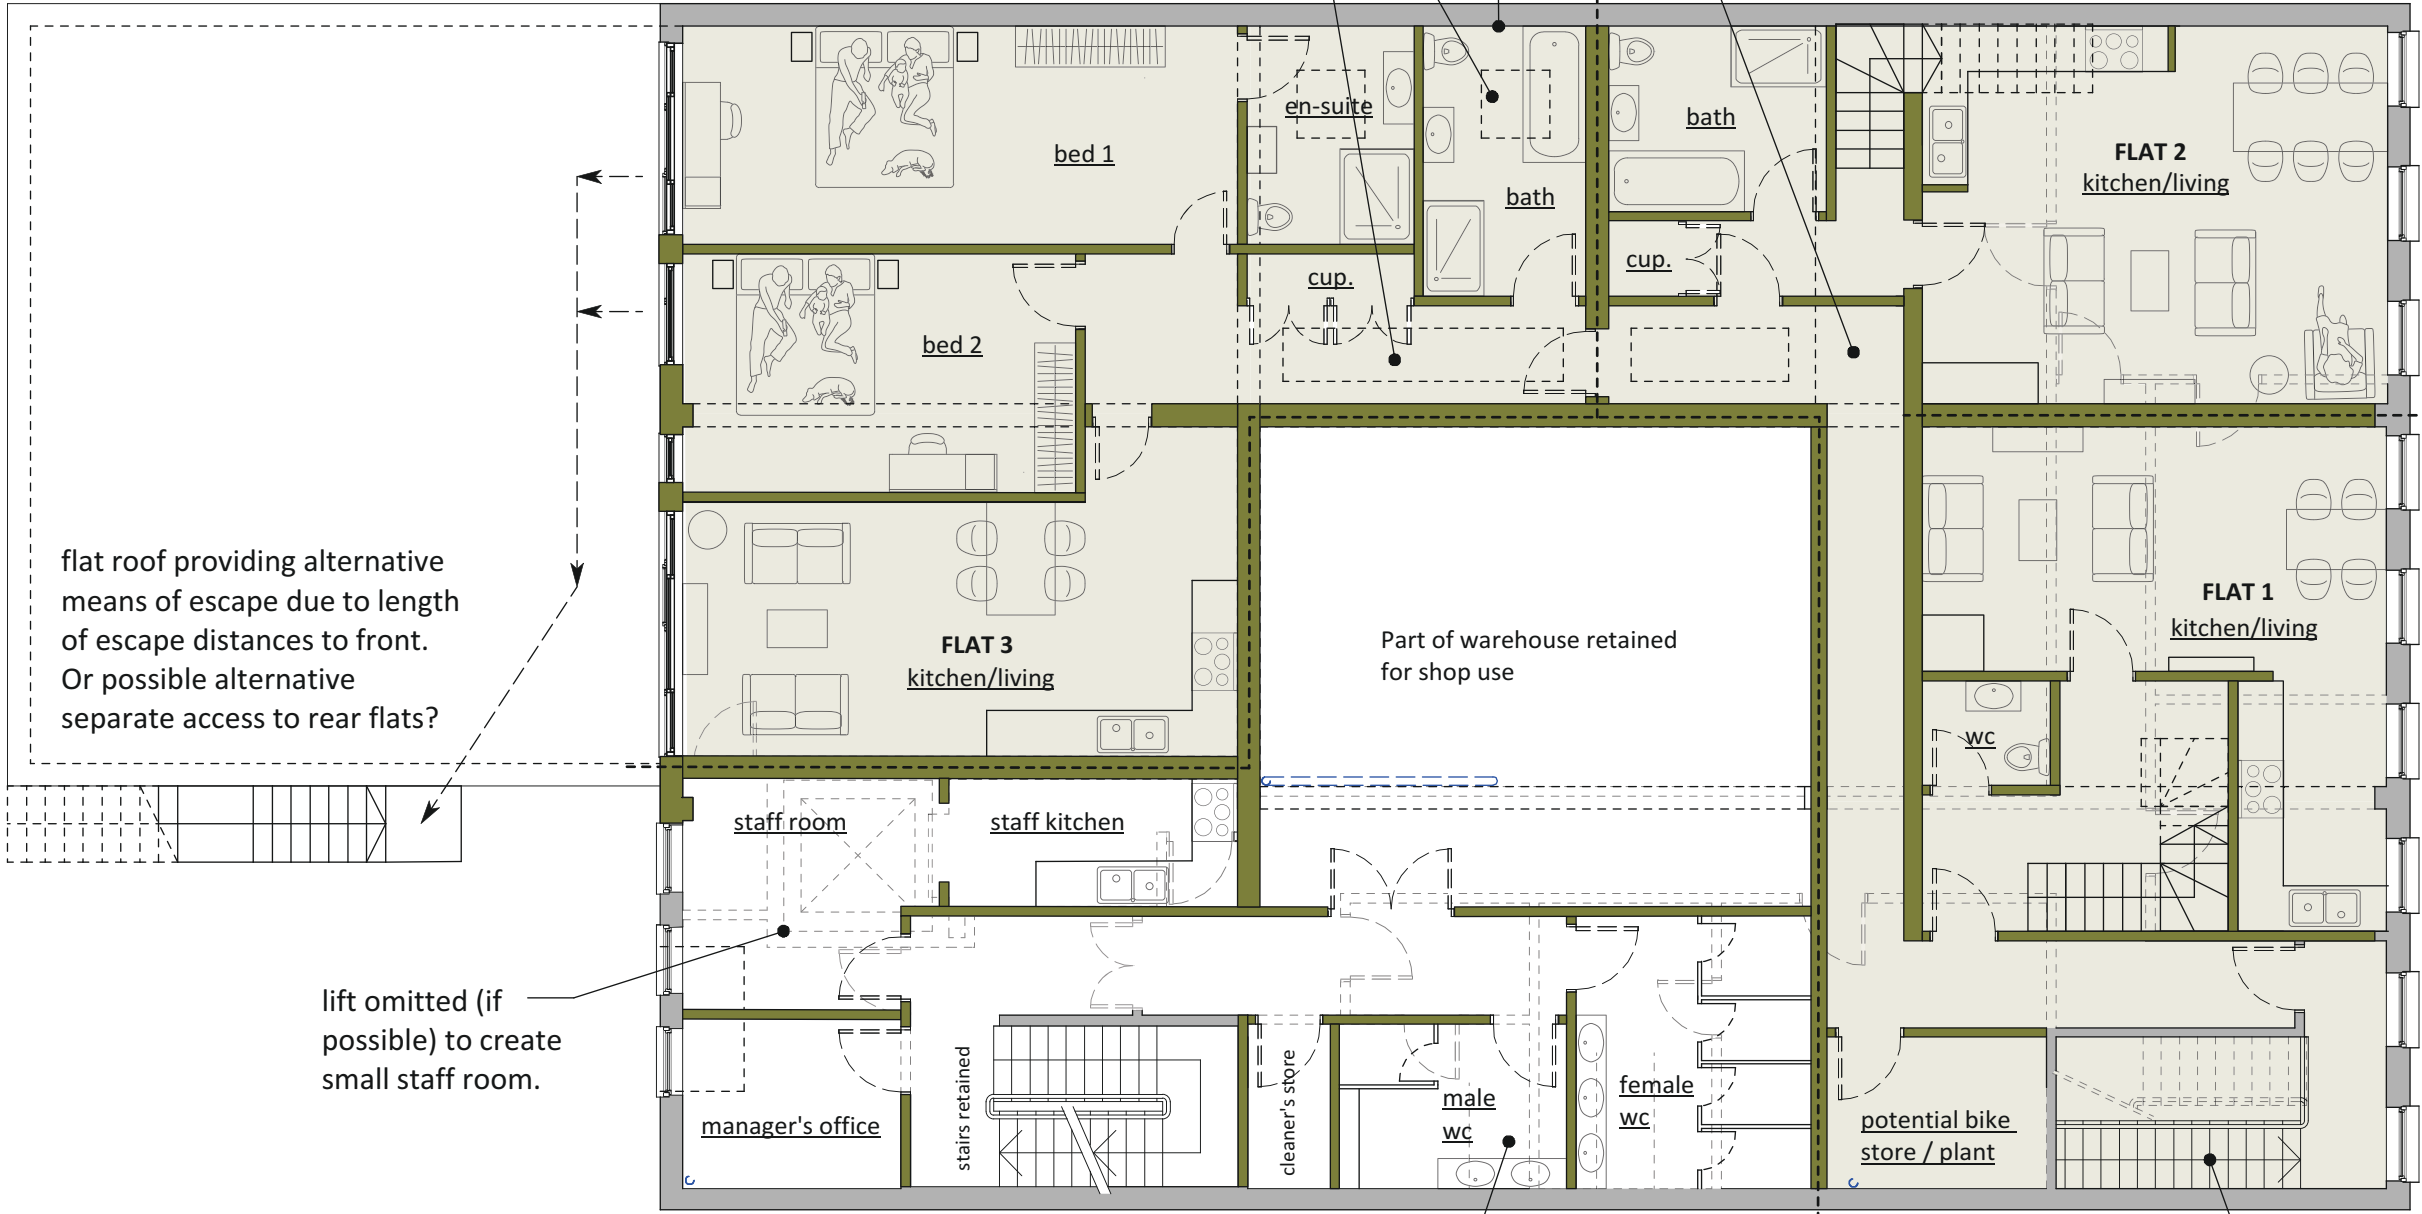 en-suite
bed 1
bath
bath
FLAT 2
kitchen/living
cup.
cup.
bed 2
flat roof providing alternative
means of escape due to length
of escape distances to front.
Or possible alternative
separate access to rear flats?
FLAT 3
kitchen/living
Part of warehouse retained
for shop use
FLAT 1
kitchen/living
wc
staff room
staff kitchen
lift omitted (if
possible) to create
small staff room.
manager's office
stairs retained
cleaner's store
male
wc
female
wc
potential bike
store / plant